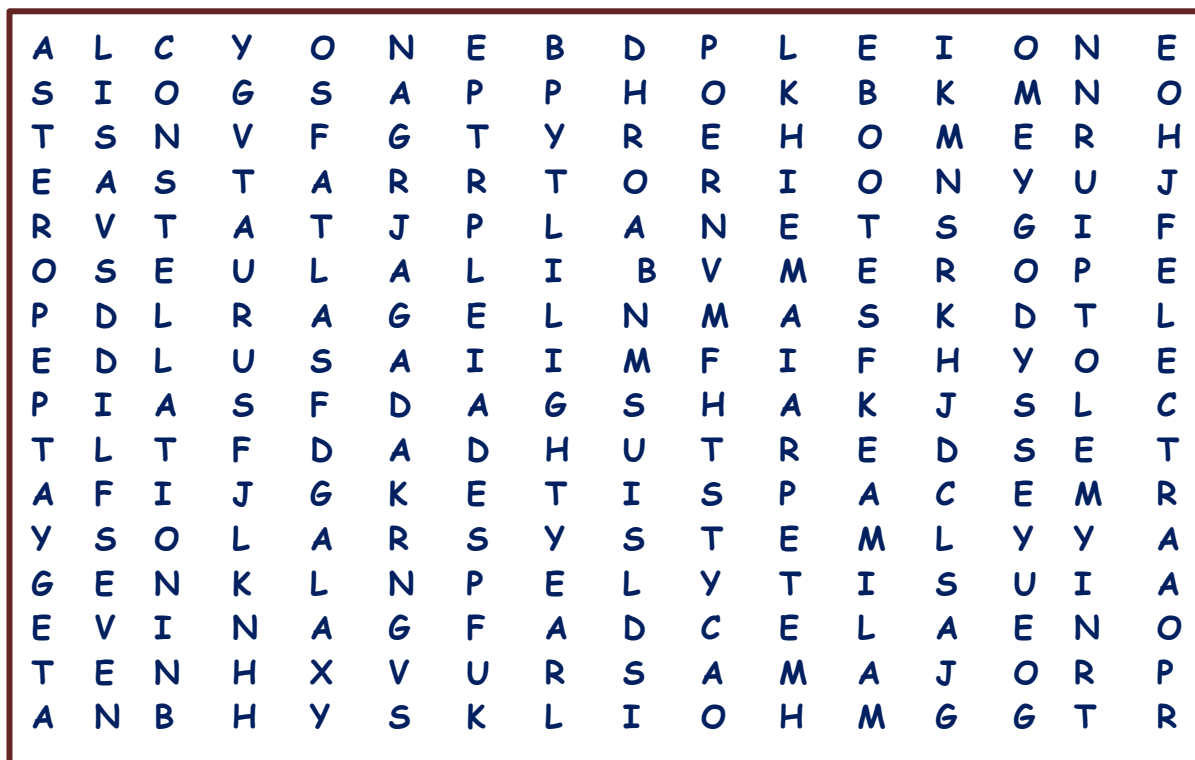 A L C Y O N E B D P L E I O N E
S I O G S A P P H O K B K M N O
T S N V F G T Y R E H O M E R H
E A S T A R R T O R I O N Y U J
R V T A T J P L A N E T S G I F
O S E U L A L I B V M E R O P E
P D L R A G E L N M A S K D T L
E D L U S A I I M F I F H Y O E
P I A S F D A G S H A K J S L C
T L T F D A D H U T R E D S E T
A F I J G K E T I S P A C E M R
Y S O L A R S Y S T E M L Y Y A
G E N K L N P E L Y T I S U I A
E V I N A G F A D C E L A E N O
T E N H X V U R S A M A J O R P
A N B H Y S K L I O H M G G T R